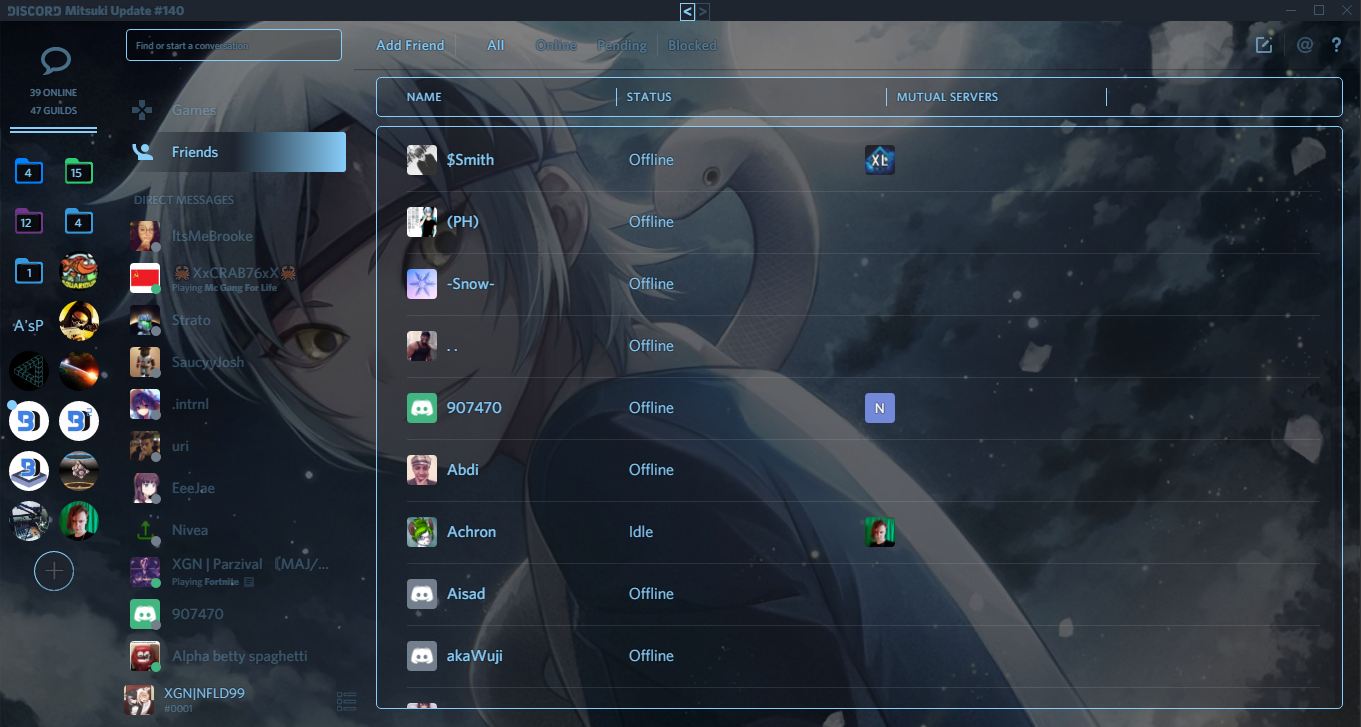 DISCORD Mitsuki Update #140
< >
Find or start a conversation
Add Friend All Online Pending Blocked
@ ?
39 ONLINE
47 GUILDS
4 15
12 4
1
A'sP
Games
Friends
DIRECT MESSAGES
ItsMeBrooke
🦀XxCRAB76xX🦀
Playing Mc Gang For Life
Strato
SaucyyJosh
.intrnl
uri
EeeJae
Nivea
XGN | Parzival 〘MAJ/...
Playing Fortnite
907470
Alpha betty spaghetti
XGN|NFLD99
#0001
NAME STATUS MUTUAL SERVERS
$Smith Offline XL
(PH) Offline
-Snow- Offline
. . Offline
907470 Offline N
Abdi Offline
Achron Idle
Aisad Offline
akaWuji Offline